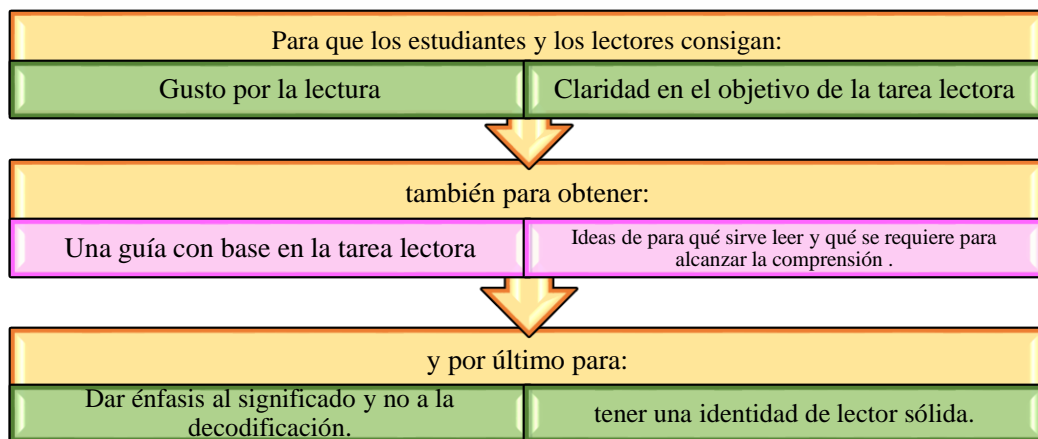 Para que los estudiantes y los lectores consigan:
Gusto por la lectura
Claridad en el objetivo de la tarea lectora
también para obtener:
Una guía con base en la tarea lectora
Ideas de para qué sirve leer y qué se requiere para
alcanzar la comprensión .
y por último para:
Dar énfasis al significado y no a la
decodificación.
tener una identidad de lector sólida.